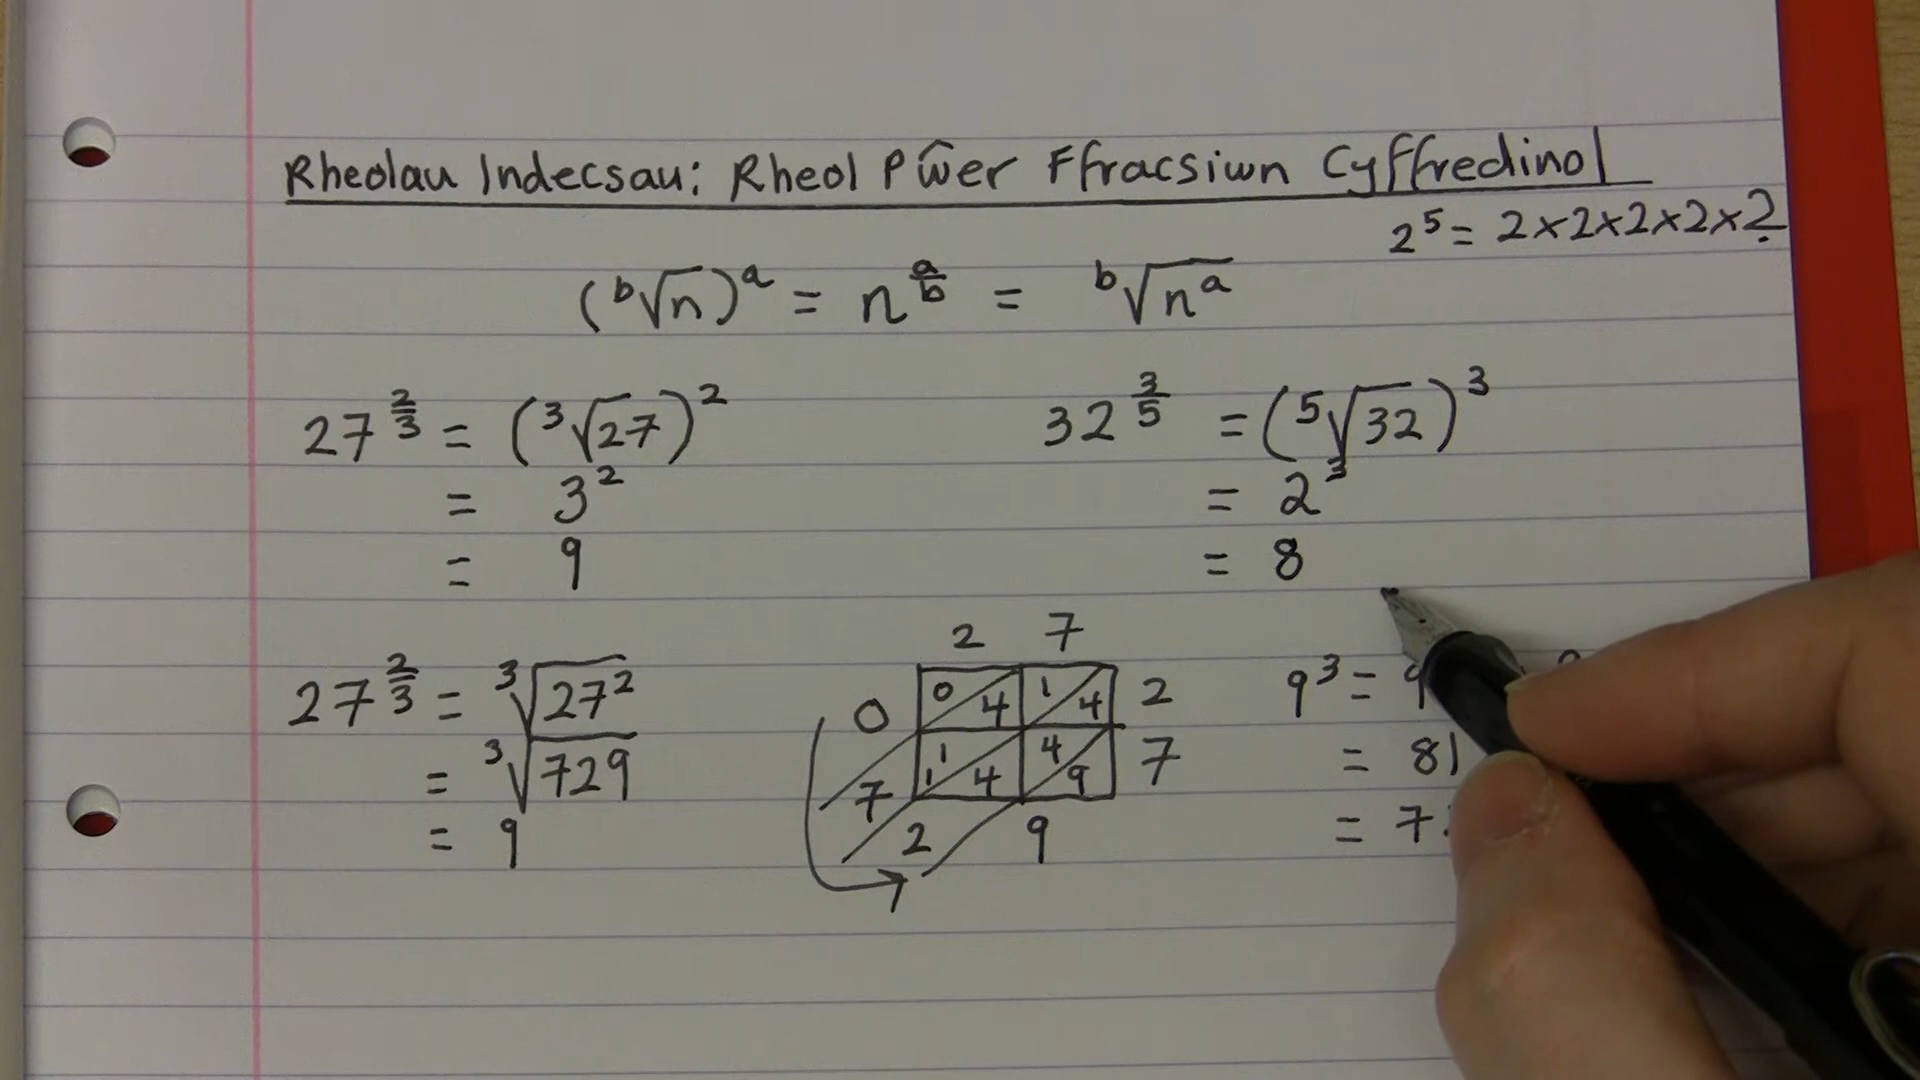 Rheolau Indecsau: Rheol Pŵer Ffracsiwn Cyffredinol
2⁵ = 2×2×2×2×2
(ᵇ√n)ᵃ = n^(a/b) = ᵇ√nᵃ
27^(2/3) = (³√27)²
= 3²
= 9
32^(3/5) = (⁵√32)³
= 2³
= 8
27^(2/3) = ³√27²
= ³√729
= 9
2 7
0 0 4 1 4 2
1 1 4 4 9 7
7 2 9
9³ = 9
= 81
= 7